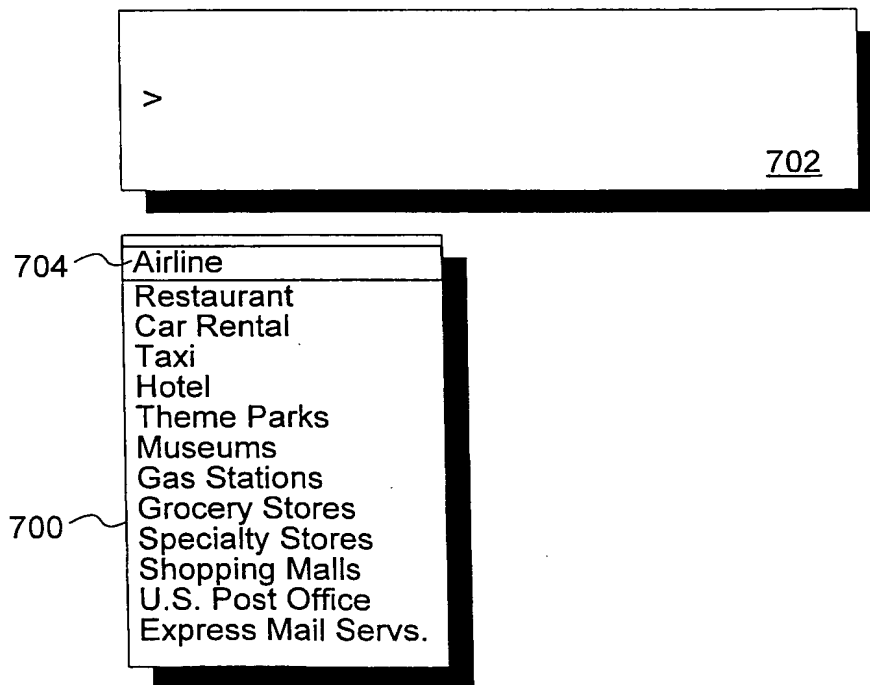 >
702
704 Airline
Restaurant
Car Rental
Taxi
Hotel
Theme Parks
Museums
Gas Stations
Grocery Stores
700 Specialty Stores
Shopping Malls
U.S. Post Office
Express Mail Servs.